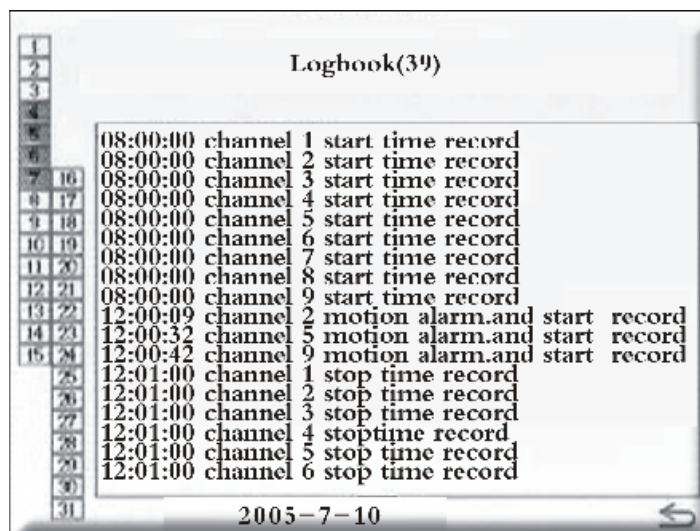 Logbook(39)
1
2
3
4
5
6
7
8
9
10
11
12
13
14
15
16
17
18
19
20
21
22
23
24
25
26
27
28
29
30
31
08:00:00 channel 1 start time record
08:00:00 channel 2 start time record
08:00:00 channel 3 start time record
08:00:00 channel 4 start time record
08:00:00 channel 5 start time record
08:00:00 channel 6 start time record
08:00:00 channel 7 start time record
08:00:00 channel 8 start time record
08:00:00 channel 9 start time record
12:00:09 channel 2 motion alarm.and start record
12:00:32 channel 5 motion alarm.and start record
12:00:42 channel 9 motion alarm.and start record
12:01:00 channel 1 stop time record
12:01:00 channel 2 stop time record
12:01:00 channel 3 stop time record
12:01:00 channel 4 stoptime record
12:01:00 channel 5 stop time record
12:01:00 channel 6 stop time record
2005-7-10